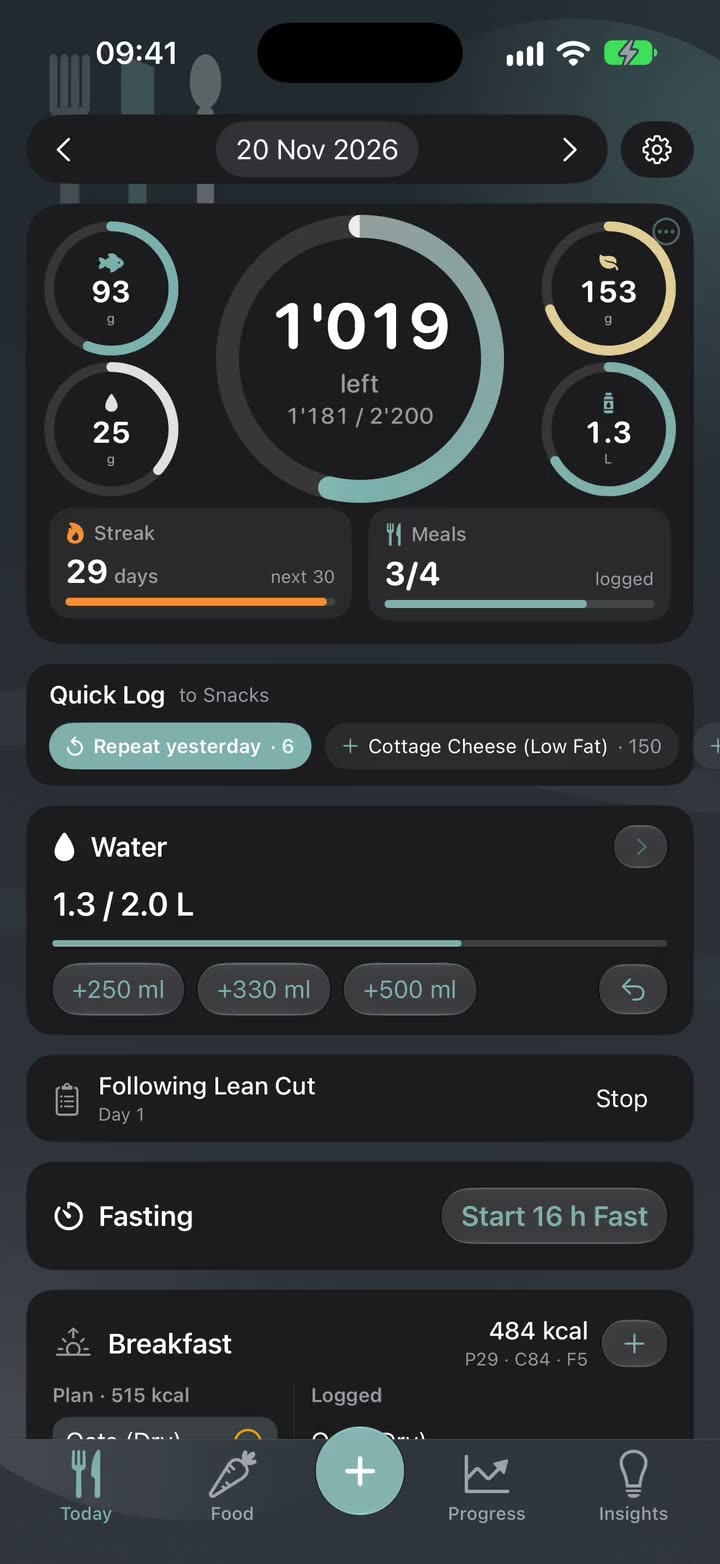 09:41
20 Nov 2026
93
g
1'019
left
1'181 / 2'200
153
g
25
g
1.3
L
Streak
29 days
next 30
Meals
3/4
logged
Quick Log to Snacks
Repeat yesterday · 6
+ Cottage Cheese (Low Fat) · 150
+
Water
1.3 / 2.0 L
+250 ml
+330 ml
+500 ml
Following Lean Cut
Day 1
Stop
Fasting
Start 16 h Fast
Breakfast
484 kcal
P29 · C84 · F5
+
Plan · 515 kcal
Logged
Oats (Dry)
+
Today
Food
Progress
Insights